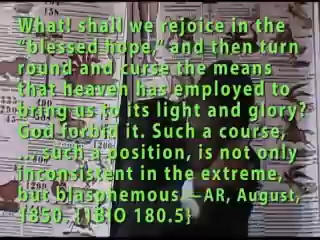 What! shall we rejoice in the
"blessed hope," and then turn
round and curse the means
that heaven has employed to
bring us to its light and glory?
God forbid it. Such a course,
... such a position, is not only
inconsistent in the extreme,
but blasphemous.—AR, August,
1850. {1BIO 180.5}